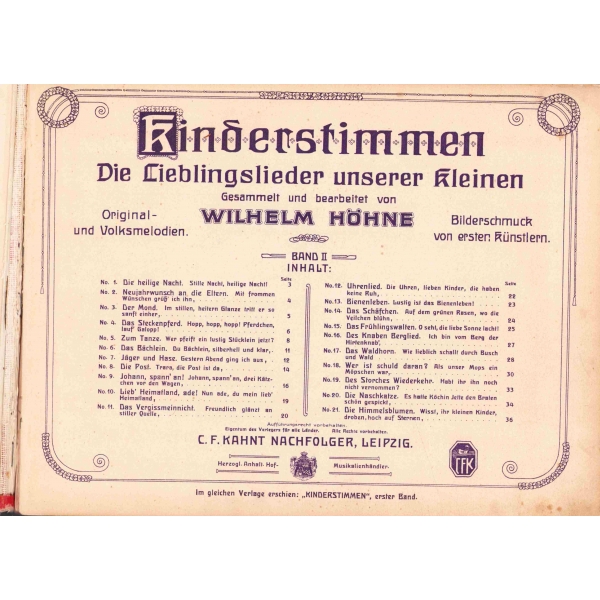 Kinderstimmen
Die Lieblingslieder unserer Kleinen
Gesammelt und bearbeitet von
Original-
und Volksmelodien.
WILHELM HÖHNE
Bilderschmuck
von ersten Künstlern.
BAND II
INHALT:
Seite
No. 1. Die heilige Nacht. Stille Nacht, heilige Nacht! 3
No. 2. Neujahrwunsch an die Eltern. Mit frommen
Wünschen grüß' ich ihn, 5
No. 3. Der Mond. Im stillen, heitern Glanze tritt er so
sanft einher, 5
No. 4. Das Steckenpferd. Hopp, hopp, hopp! Pferdchen,
lauf Galopp! 6
No. 5. Zum Tanze. Wer pfeift ein lustig Stücklein jetzt? 8
No. 6. Das Bächlein. Du Bächlein, silberhell und klar, 11
No. 7. Jäger und Hase. Gestern Abend ging ich aus, 12
No. 8. Die Post. Trara, die Post ist da, 14
No. 9. Johann, spann' an! Johann, spann' an, drei Kätz-
chen vor den Wagen, 16
No. 10. Lieb' Heimatland, ade! Nun ade, du mein lieb'
Heimatland, 19
No. 11. Das Vergissmeinnicht. Freundlich glänzt an
stiller Quelle, 20
Seite
No. 12. Uhrenlied. Die Uhren, lieben Kinder, die haben
keine Ruh, 22
No. 13. Bienenleben. Lustig ist das Bienenleben! 23
No. 14. Das Schäfchen. Auf dem grünen Rasen, wo die
Veilchen blühn, 24
No. 15. Das Frühlingswalten. O seht, die liebe Sonne lacht! 25
No. 16. Des Knaben Berglied. Ich bin vom Berg der
Hirtenknab', 26
No. 17. Das Waldhorn. Wie lieblich schallt durch Busch
und Wald 28
No. 18. Wer ist schuld daran? Als unser Mops ein
Möpschen war,
No. 19. Des Storches Wiederkehr. Habt ihr ihn noch
nicht vernommen?
No. 20. Die Naschkatze. Es hatte Köchin Jette den Braten
schön gespickt, 34
No. 21. Die Himmelsblumen. Wisst, ihr kleinen Kinder,
droben, hoch auf Sternen, 36
Aufführungsrecht vorbehalten.
Eigentum des Verlegers für alle Länder. Alle Rechte vorbehalten.
C. F. KAHNT NACHFOLGER, LEIPZIG.
Herzogl. Anhalt. Hof- Musikalienhändler.
CFK
Im gleichen Verlage erschien: „KINDERSTIMMEN", erster Band.